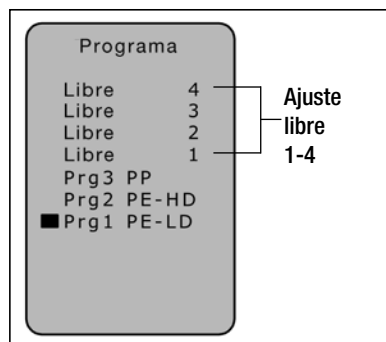 Programa
Libre 4
Libre 3
Libre 2
Libre 1
Prg3 PP
Prg2 PE-HD
Prg1 PE-LD
Ajuste
libre
1-4